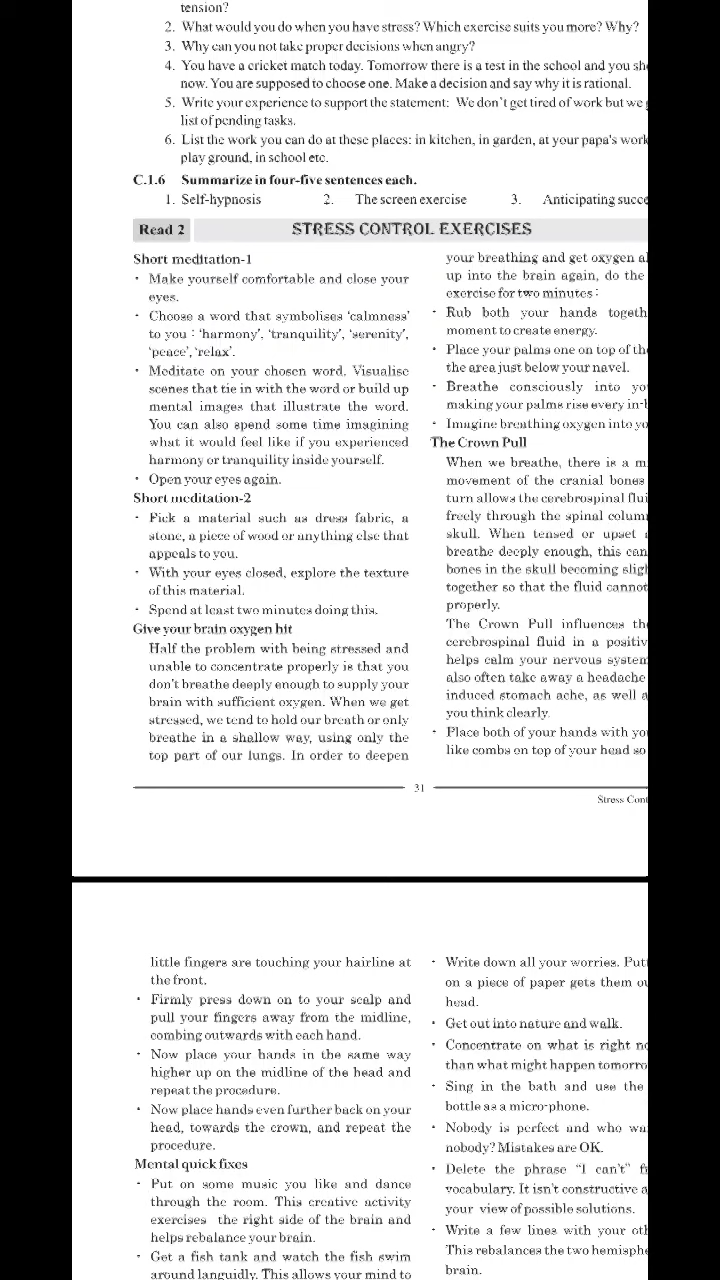 tension?
2. What would you do when you have stress? Which exercise suits you more? Why?
3. Why can you not take proper decisions when angry?
4. You have a cricket match today. Tomorrow there is a test in the school and you
now. You are supposed to choose one. Make a decision and say why it is rational.
5. Write your experience to support the statement: We don't get tired of work but we
list of pending tasks.
6. List the work you can do at these places: in kitchen, in garden, at your papa's work
play ground, in school etc.
C.1.6 Summarize in four-five sentences each.
1. Self-hypnosis 2. The screen exercise 3. Anticipating succe
Read 2 STRESS CONTROL EXERCISES
Short meditation-1
· Make yourself comfortable and close your
eyes.
· Choose a word that symbolises 'calmness'
to you : 'harmony', 'tranquility', 'serenity',
'peace', 'relax'.
· Meditate on your chosen word. Visualise
scenes that tie in with the word or build up
mental images that illustrate the word.
You can also spend some time imagining
what it would feel like if you experienced
harmony or tranquility inside yourself.
· Open your eyes again.
Short meditation-2
· Pick a material such as dress fabric, a
stone, a piece of wood or anything else that
appeals to you.
· With your eyes closed, explore the texture
of this material.
· Spend at least two minutes doing this.
Give your brain oxygen hit
Half the problem with being stressed and
unable to concentrate properly is that you
don't breathe deeply enough to supply your
brain with sufficient oxygen. When we get
stressed, we tend to hold our breath or only
breathe in a shallow way, using only the
top part of our lungs. In order to deepen
your breathing and get oxygen
up into the brain again, do the
exercise for two minutes :
· Rub both your hands togeth
moment to create energy.
· Place your palms one on top of
the area just below your navel.
· Breathe consciously into
making your palms rise every
· Imagine breathing oxygen into
The Crown Pull
When we breathe, there is a
movement of the cranial bones
turn allows the cerebrospinal
freely through the spinal
skull. When tensed or upset
breathe deeply enough, this
bones in the skull becoming
together so that the fluid cannot
properly.
The Crown Pull influences
cerebrospinal fluid in a
helps calm your nervous system
also often take away a headache
induced stomach ache, as well
you think clearly.
· Place both of your hands with
like combs on top of your head so
31
Stress Cont
little fingers are touching your hairline at
the front.
· Firmly press down on to your scalp and
pull your fingers away from the midline,
combing outwards with each hand.
· Now place your hands in the same way
higher up on the midline of the head and
repeat the procedure.
· Now place hands even further back on your
head, towards the crown, and repeat the
procedure.
Mental quick fixes
· Put on some music you like and dance
through the room. This creative activity
exercises the right side of the brain and
helps rebalance your brain.
· Get a fish tank and watch the fish swim
around languidly. This allows your mind to
· Write down all your worries.
on a piece of paper gets them
head.
· Get out into nature and walk.
· Concentrate on what is right
than what might happen
· Sing in the bath and use the
bottle as a micro-phone.
· Nobody is perfect and who
nobody? Mistakes are OK.
· Delete the phrase "I can't"
vocabulary. It isn't constructive
your view of possible solutions.
· Write a few lines with your
This rebalances the two
brain.